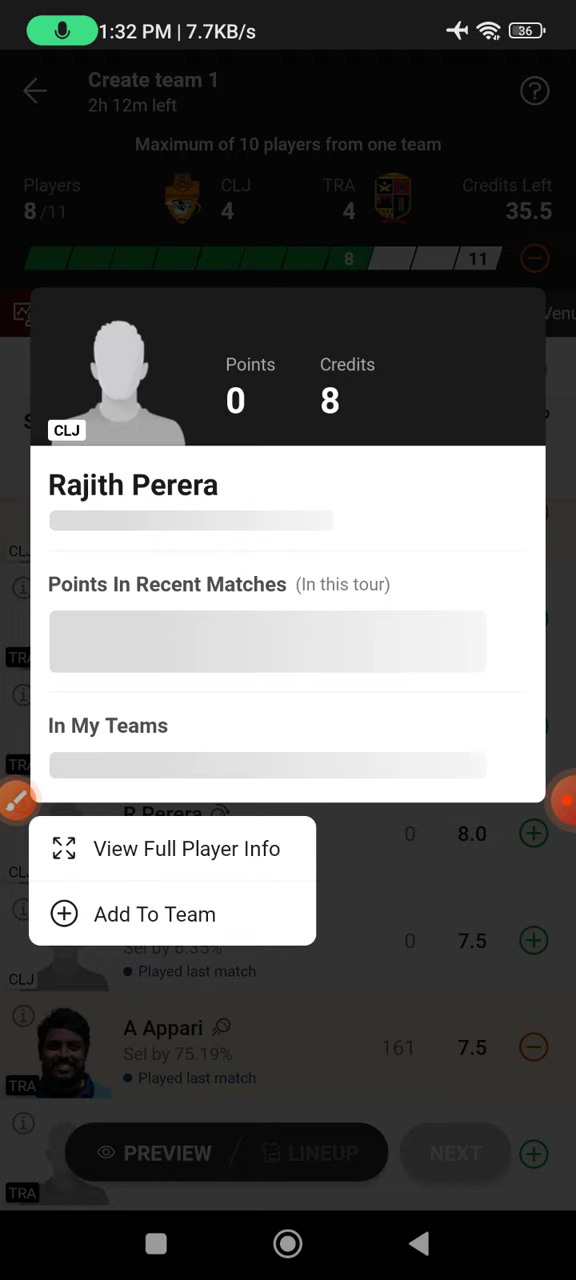 1:32 PM | 7.7KB/s
36
Create team 1
2h 12m left
Maximum of 10 players from one team
Players
8/11
CLJ
4
TRA
4
Credits Left
35.5
8
11
Points
0
Credits
8
CLJ
Rajith Perera
Points In Recent Matches (In this tour)
In My Teams
R Perera
0 8.0
View Full Player Info
Add To Team
Sel by 6.35%
0 7.5
Played last match
CLJ
A Appari
Sel by 75.19%
161 7.5
Played last match
TRA
PREVIEW / LINEUP
NEXT
TRA